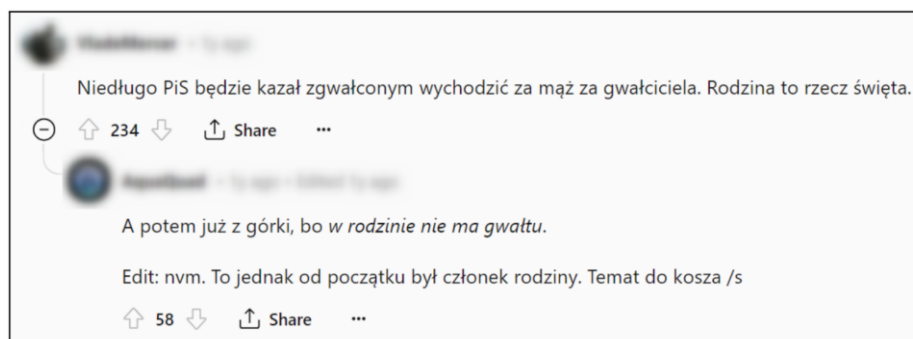 Niedługo PiS będzie kazał zgwałconym wychodzić za mąż za gwałciciela. Rodzina to rzecz święta.
234 Share
A potem już z górki, bo w rodzinie nie ma gwałtu.
Edit: nvm. To jednak od początku był członek rodziny. Temat do kosza /s
58 Share